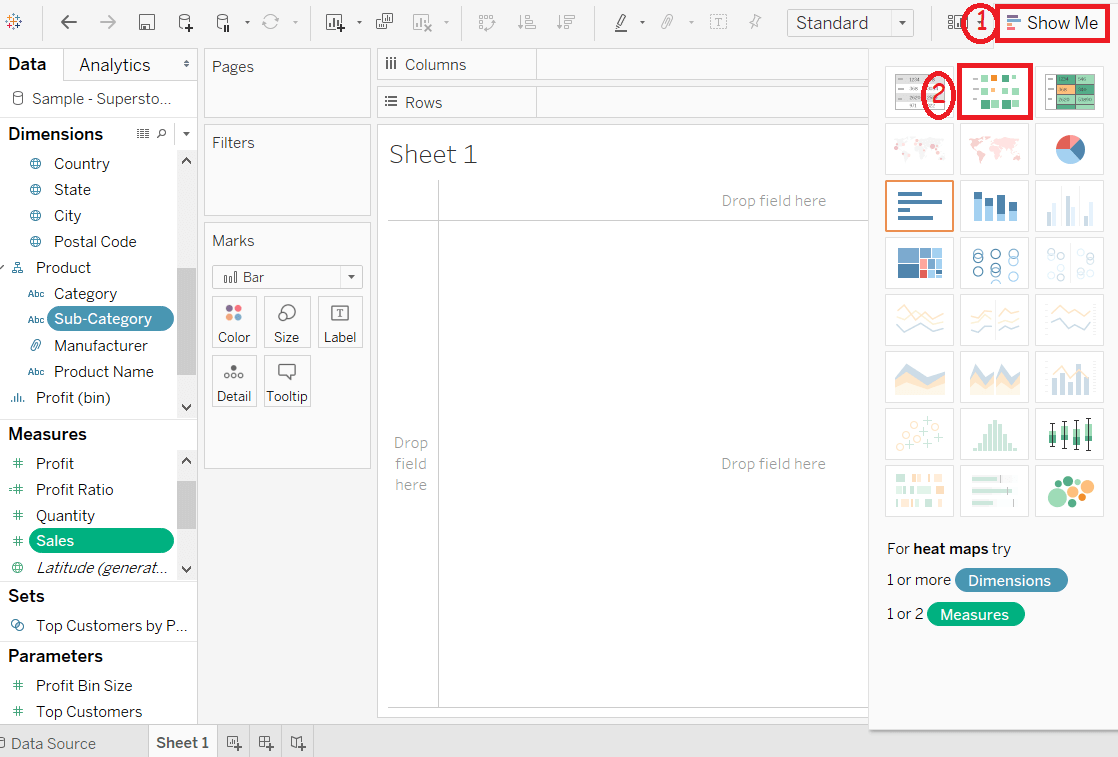 Standard
1
Show Me
Data
Analytics
Sample - Supersto...
Dimensions
Country
State
City
Postal Code
Product
Abc Category
Abc Sub-Category
Manufacturer
Abc Product Name
Profit (bin)
Measures
# Profit
=# Profit Ratio
# Quantity
# Sales
Latitude (generat...
Sets
Top Customers by P...
Parameters
# Profit Bin Size
# Top Customers
Pages
Filters
Marks
Bar
Color
Size
T
Label
Detail
Tooltip
Columns
Rows
Sheet 1
Drop field here
Drop
field
here
Drop field here
2
For heat maps try
1 or more Dimensions
1 or 2 Measures
Data Source
Sheet 1